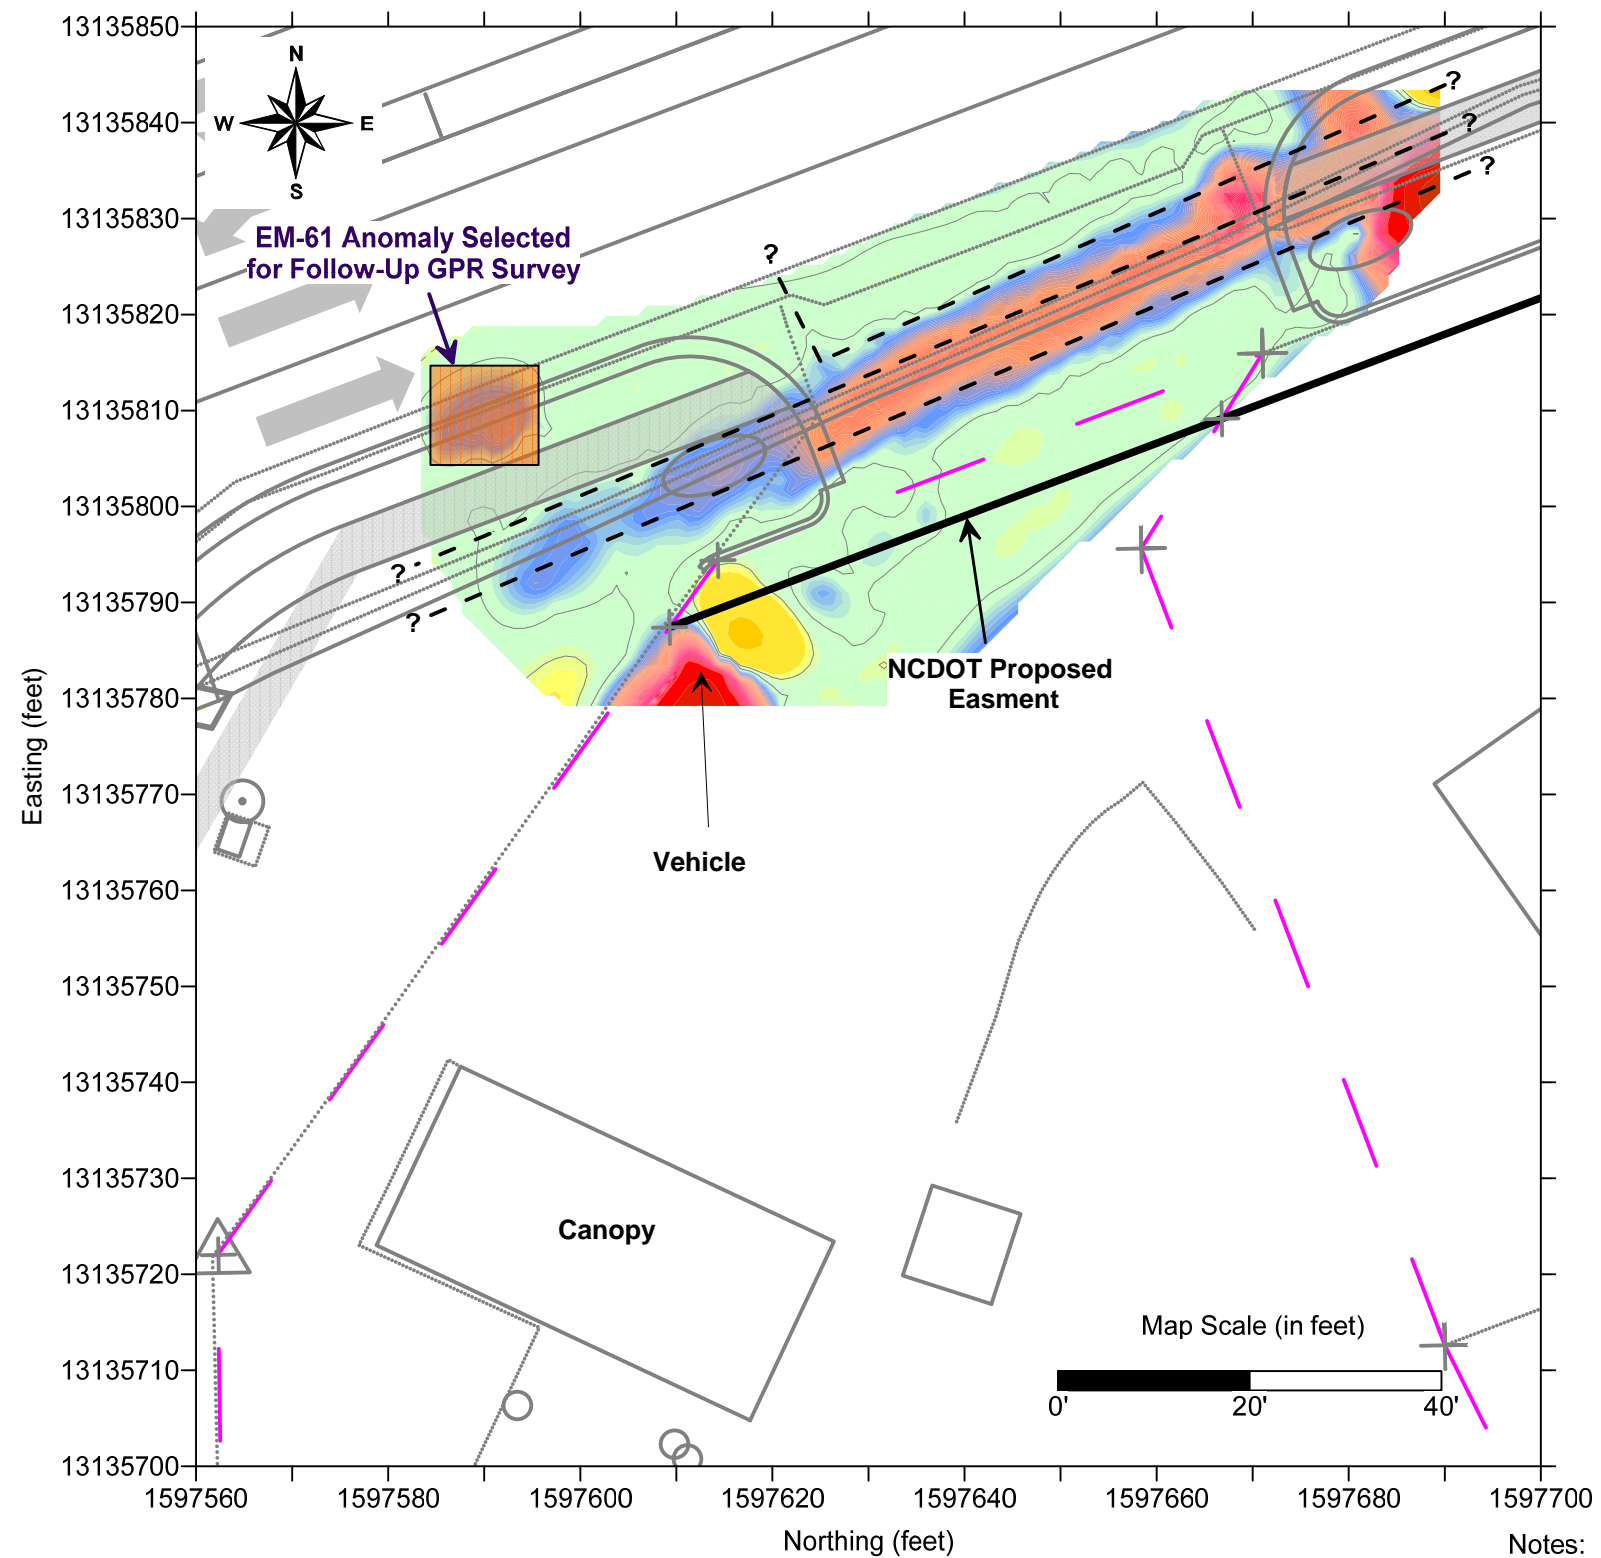 13135850
13135840
13135830
13135820
13135810
13135800
13135790
13135780
13135770
13135760
13135750
13135740
13135730
13135720
13135710
13135700
Easting (feet)
N
W E
S
EM-61 Anomaly Selected
for Follow-Up GPR Survey
?
?
?
?
?
?
NCDOT Proposed
Easment
Vehicle
Canopy
Map Scale (in feet)
0' 20' 40'
1597560 1597580 1597600 1597620 1597640 1597660 1597680 1597700
Northing (feet)
Notes: